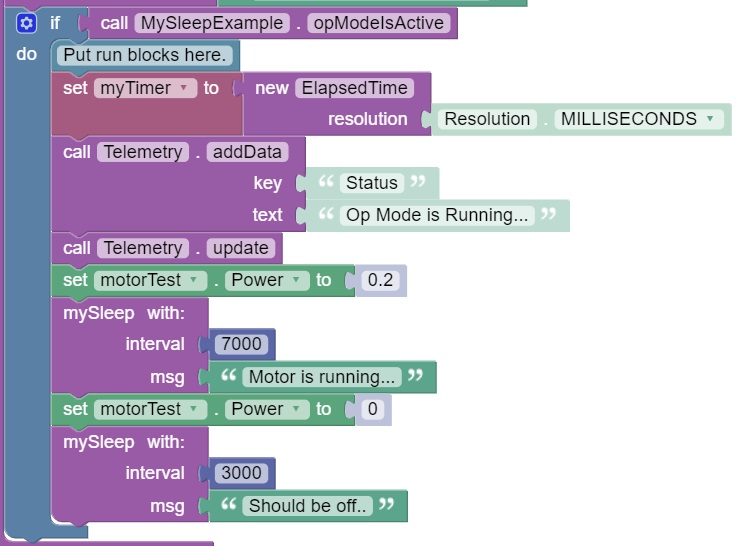 if call MySleepExample . opModeIsActive
do Put run blocks here.
set myTimer to new ElapsedTime
resolution Resolution . MILLISECONDS
call Telemetry . addData
key “ Status ”
text “ Op Mode is Running... ”
call Telemetry . update
set motorTest . Power to 0.2
mySleep with:
interval 7000
msg “ Motor is running... ”
set motorTest . Power to 0
mySleep with:
interval 3000
msg “ Should be off.. ”